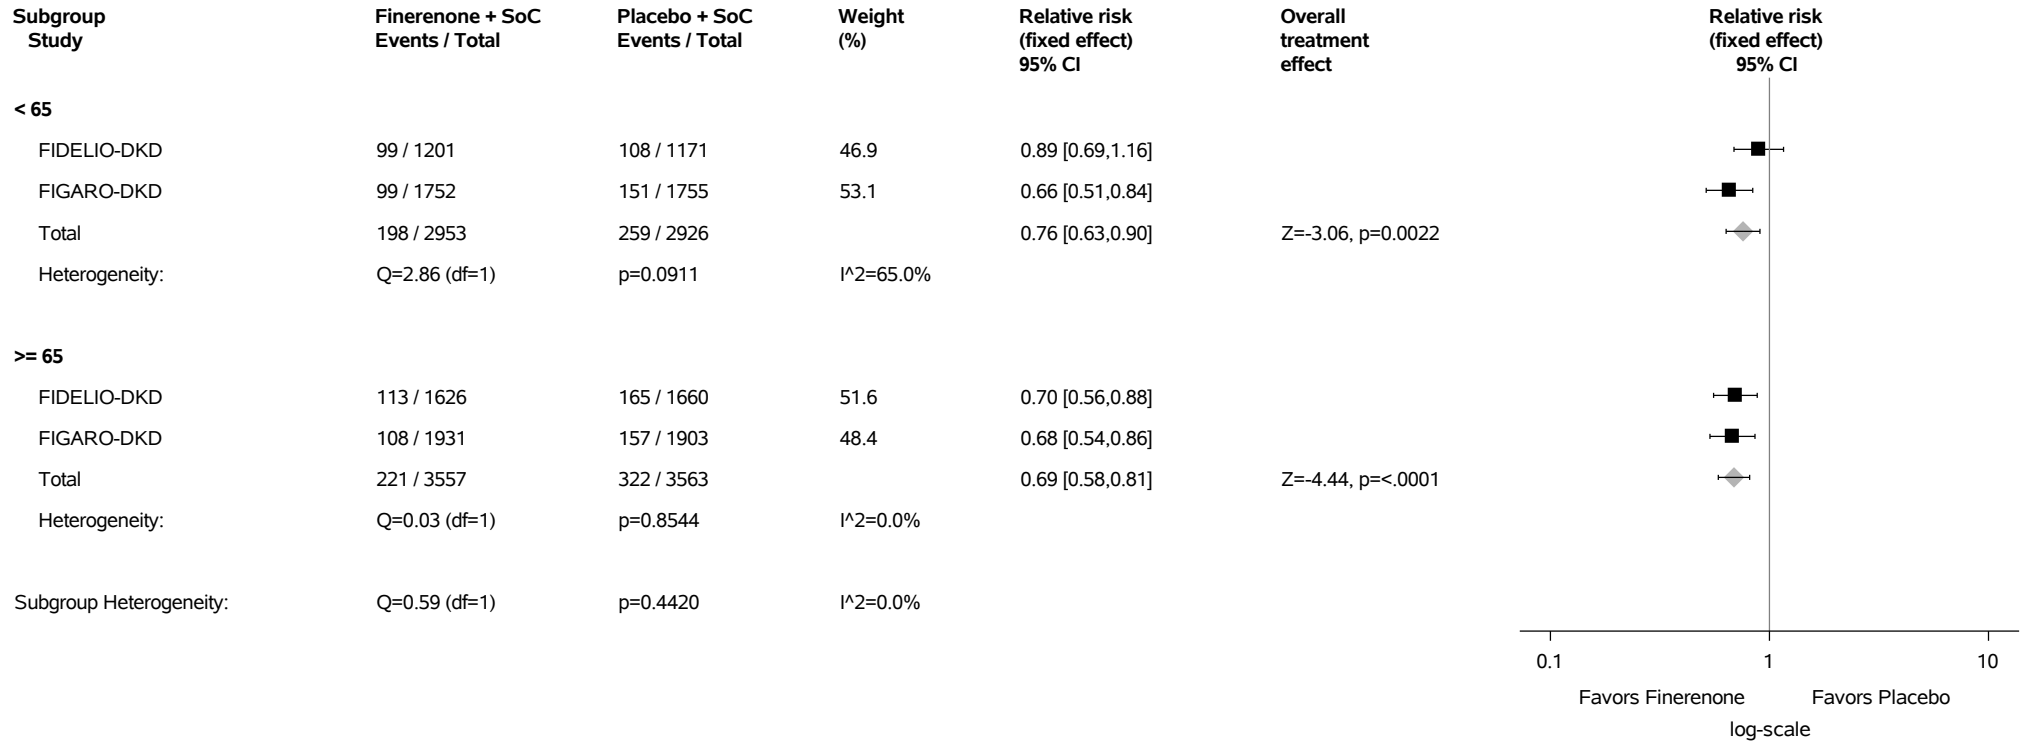 Subgroup Finerenone + SoC Placebo + SoC Weight Relative risk Overall Relative risk
Study Events / Total Events / Total (%) (fixed effect) treatment (fixed effect)
95% CI effect 95% CI
< 65
FIDELIO-DKD 99 / 1201 108 / 1171 46.9 0.89 [0.69,1.16]
FIGARO-DKD 99 / 1752 151 / 1755 53.1 0.66 [0.51,0.84]
Total 198 / 2953 259 / 2926 0.76 [0.63,0.90] Z=-3.06, p=0.0022
Heterogeneity: Q=2.86 (df=1) p=0.0911 I^2=65.0%
>= 65
FIDELIO-DKD 113 / 1626 165 / 1660 51.6 0.70 [0.56,0.88]
FIGARO-DKD 108 / 1931 157 / 1903 48.4 0.68 [0.54,0.86]
Total 221 / 3557 322 / 3563 0.69 [0.58,0.81] Z=-4.44, p=<.0001
Heterogeneity: Q=0.03 (df=1) p=0.8544 I^2=0.0%
Subgroup Heterogeneity: Q=0.59 (df=1) p=0.4420 I^2=0.0%
0.1 1 10
Favors Finerenone Favors Placebo
log-scale